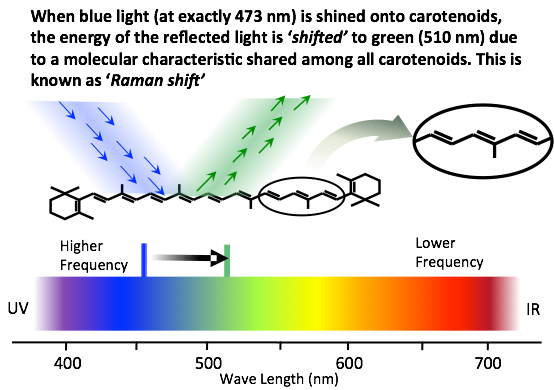 When blue light (at exactly 473 nm) is shined onto carotenoids,
the energy of the reflected light is ‘shifted’ to green (510 nm) due
to a molecular characteristic shared among all carotenoids. This is
known as ‘Raman shift’
Higher
Frequency
Lower
Frequency
UV
IR
400 500 600 700
Wave Length (nm)